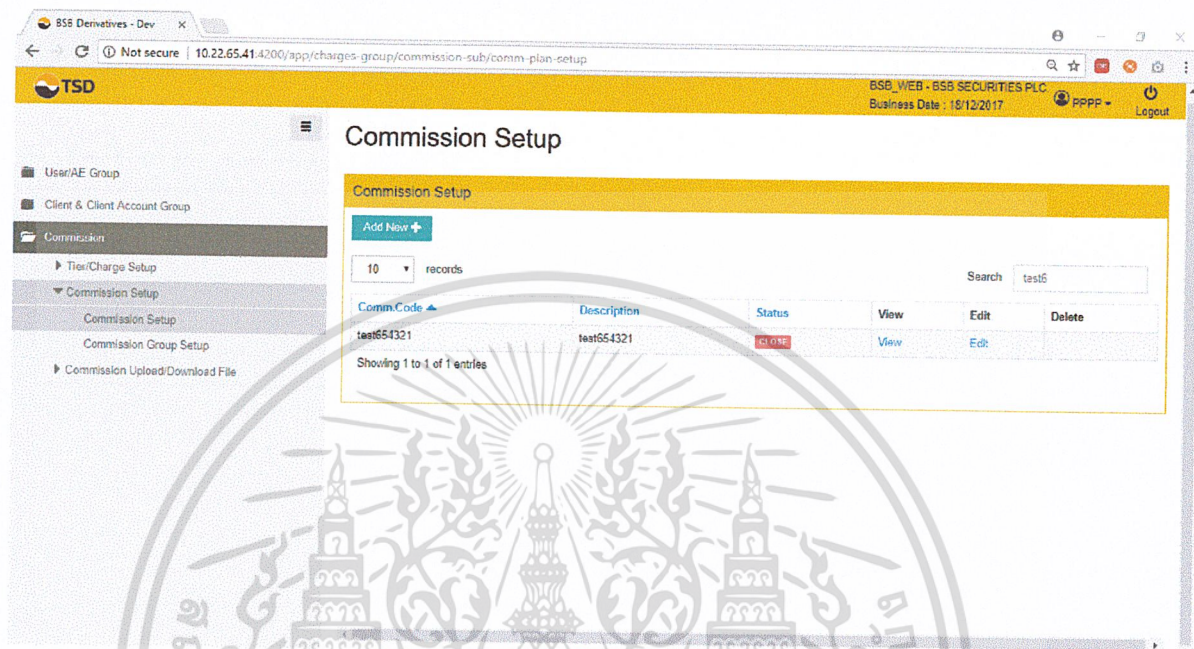 BSB Derivatives - Dev
Not secure | 10.22.65.41:4200/app/charges-group/commission-sub/comm-plan-setup
TSD
BSB_WEB - BSB SECURITIES PLC.
Business Date : 18/12/2017
PPPP
Logout
Commission Setup
User/AE Group
Client & Client Account Group
Commission
Tier/Charge Setup
Commission Setup
Commission Setup
Commission Group Setup
Commission Upload/Download File
Commission Setup
Add New
10 records
Search test6
Comm.Code Description Status View Edit Delete
test654321 test654321 CLOSE View Edit
Showing 1 to 1 of 1 entries